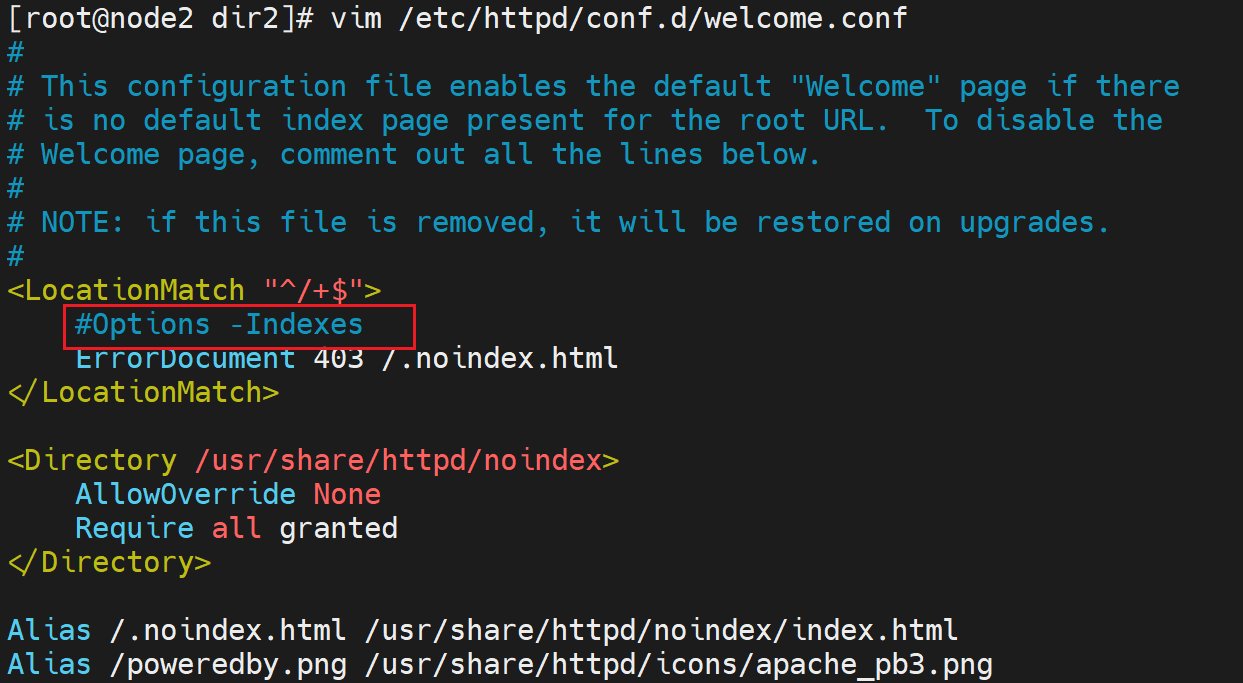 [root@node2 dir2]# vim /etc/httpd/conf.d/welcome.conf
#
# This configuration file enables the default "Welcome" page if there
# is no default index page present for the root URL.  To disable the
# Welcome page, comment out all the lines below.
#
# NOTE: if this file is removed, it will be restored on upgrades.
#
<LocationMatch "^/+$">
    #Options -Indexes
    ErrorDocument 403 /.noindex.html
</LocationMatch>

<Directory /usr/share/httpd/noindex>
    AllowOverride None
    Require all granted
</Directory>

Alias /.noindex.html /usr/share/httpd/noindex/index.html
Alias /poweredby.png /usr/share/httpd/icons/apache_pb3.png